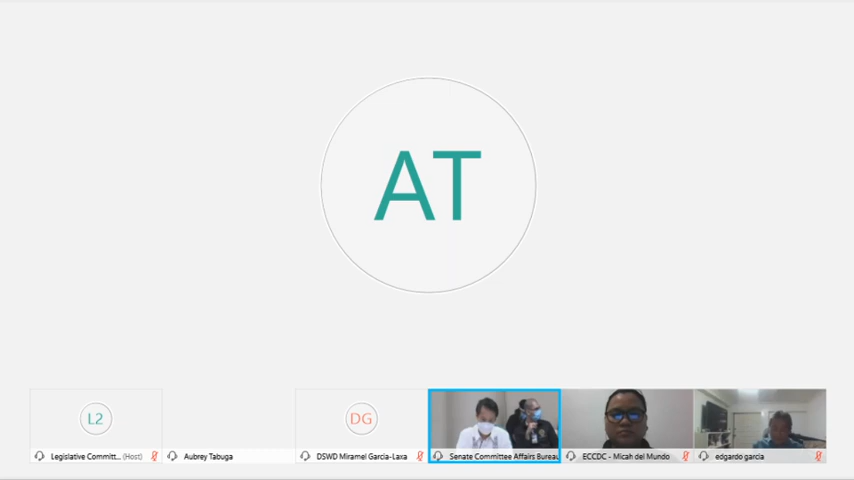 AT
L2
DG
Legislative Committ... (Host)
Aubrey Tabuga
DSWD Miramel Garcia-Laxa
Senate Committee Affairs Bureau
ECCDC - Micah del Mundo
edgardo garcia